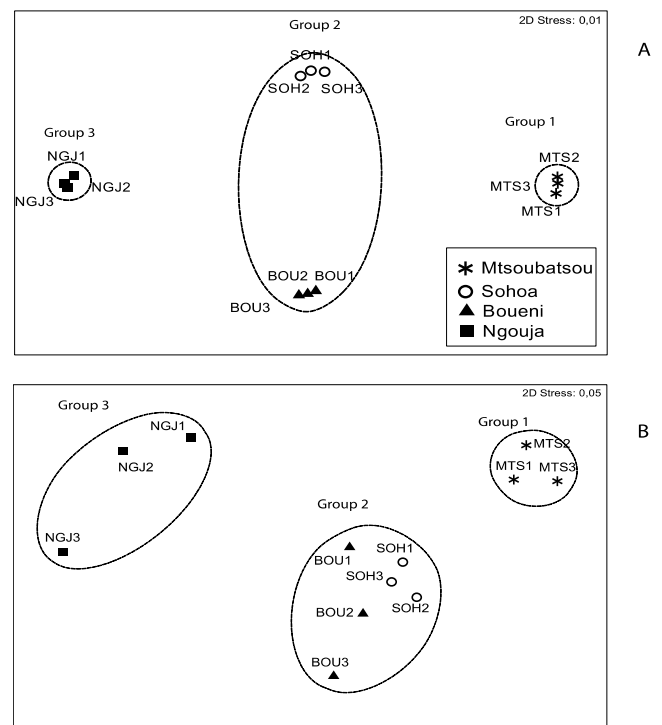 2D Stress: 0,01
A
Group 2
SOH1
SOH2
SOH3
Group 3
Group 1
NGJ1
MTS2
NGJ2
MTS3
NGJ3
MTS1
BOU2
BOU1
BOU3
Mtsoubatsou
Sohoa
Boueni
Ngouja
2D Stress: 0,05
B
Group 3
Group 1
NGJ1
MTS2
NGJ2
MTS1
MTS3
Group 2
NGJ3
SOH1
BOU1
SOH3
SOH2
BOU2
BOU3